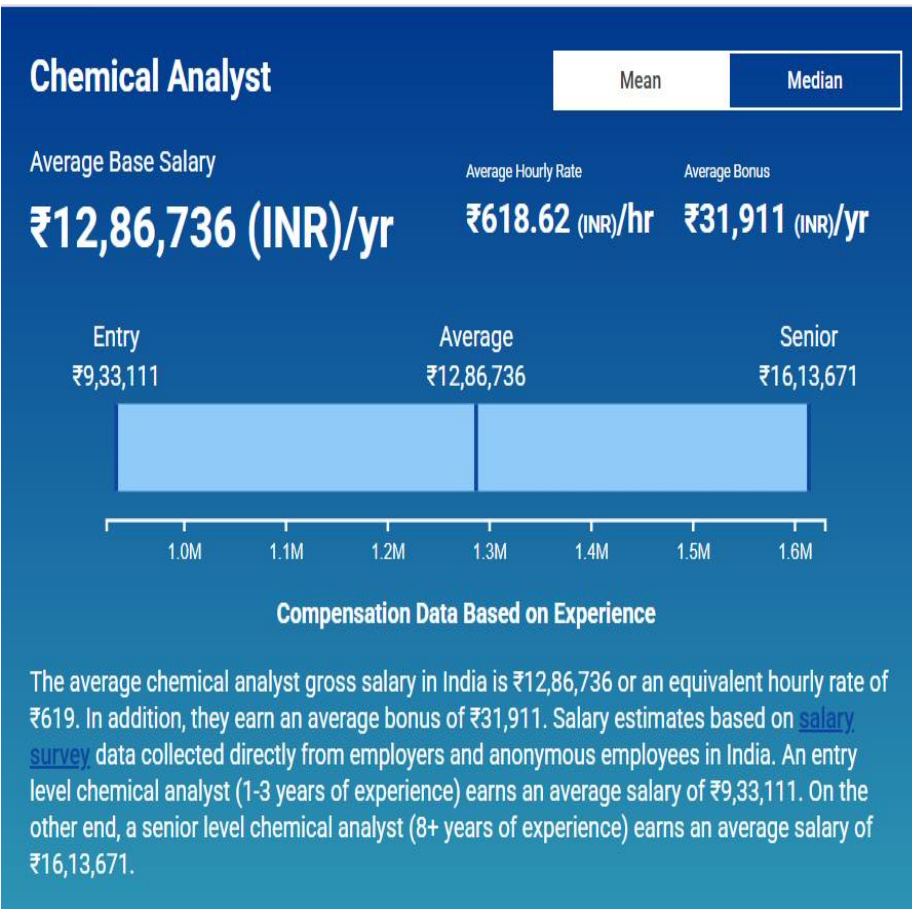 Chemical Analyst
Mean
Median
Average Base Salary
Average Hourly Rate
Average Bonus
₹12,86,736 (INR)/yr
₹618.62 (INR)/hr
₹31,911 (INR)/yr
Entry
Average
Senior
₹9,33,111
₹12,86,736
₹16,13,671
1.0M
1.1M
1.2M
1.3M
1.4M
1.5M
1.6M
Compensation Data Based on Experience
The average chemical analyst gross salary in India is ₹12,86,736 or an equivalent hourly rate of
₹619. In addition, they earn an average bonus of ₹31,911. Salary estimates based on salary
survey data collected directly from employers and anonymous employees in India. An entry
level chemical analyst (1-3 years of experience) earns an average salary of ₹9,33,111. On the
other end, a senior level chemical analyst (8+ years of experience) earns an average salary of
₹16,13,671.